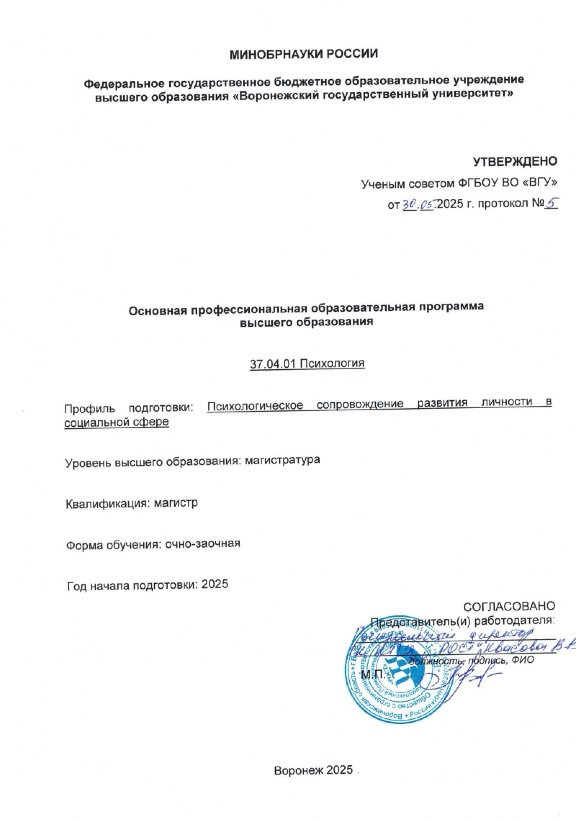 МИНОБРНАУКИ РОССИИ
Федеральное государственное бюджетное образовательное учреждение
высшего образования «Воронежский государственный университет»
УТВЕРЖДЕНО
Ученым советом ФГБОУ ВО «ВГУ»
от 30.05.2025 г. протокол № 5
Основная профессиональная образовательная программа
высшего образования
37.04.01 Психология
Профиль подготовки: Психологическое сопровождение развития личности в
социальной сфере
Уровень высшего образования: магистратура
Квалификация: магистр
Форма обучения: очно-заочная
Год начала подготовки: 2025
СОГЛАСОВАНО
Представитель(и) работодателя:
директор
должность, подпись, ФИО
М.П.
Воронеж 2025